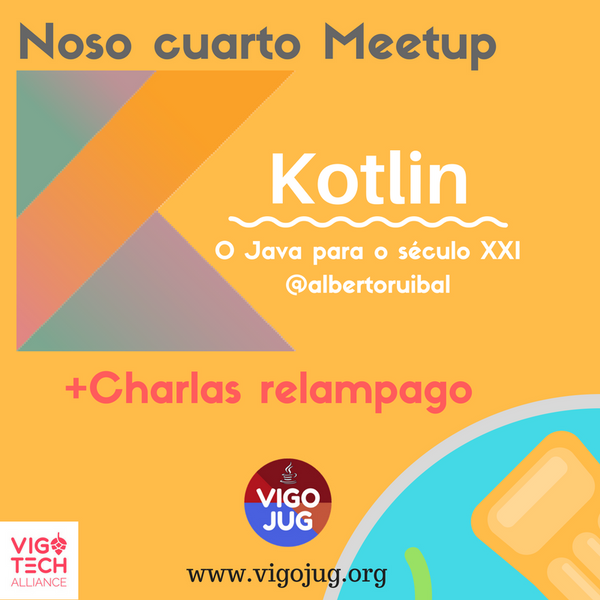 Noso cuarto Meetup
Kotlin
O Java para o século XXI
@albertoruibal
+Charlas relampago
VIGO
JUG
VIGO
TECH
ALLIANCE
www.vigojug.org